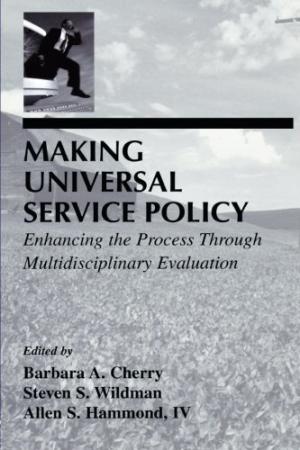 MAKING
UNIVERSAL
SERVICE POLICY
Enhancing the Process Through
Multidisciplinary Evaluation
Edited by
Barbara A. Cherry
Steven S. Wildman
Allen S. Hammond, IV